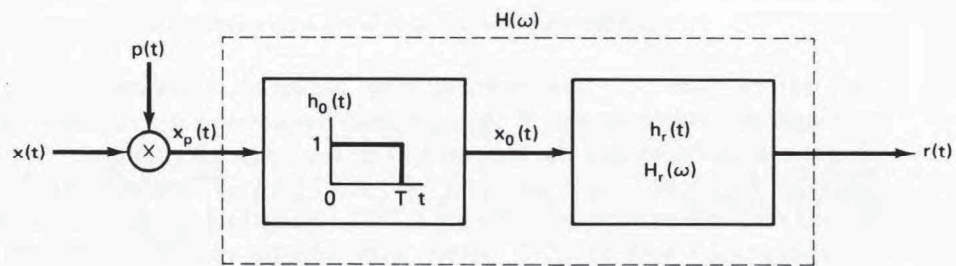 H(ω)
p(t)
x(t)
X
x_p(t)
h_0(t)
1
0
T
t
x_0(t)
h_r(t)
H_r(ω)
r(t)